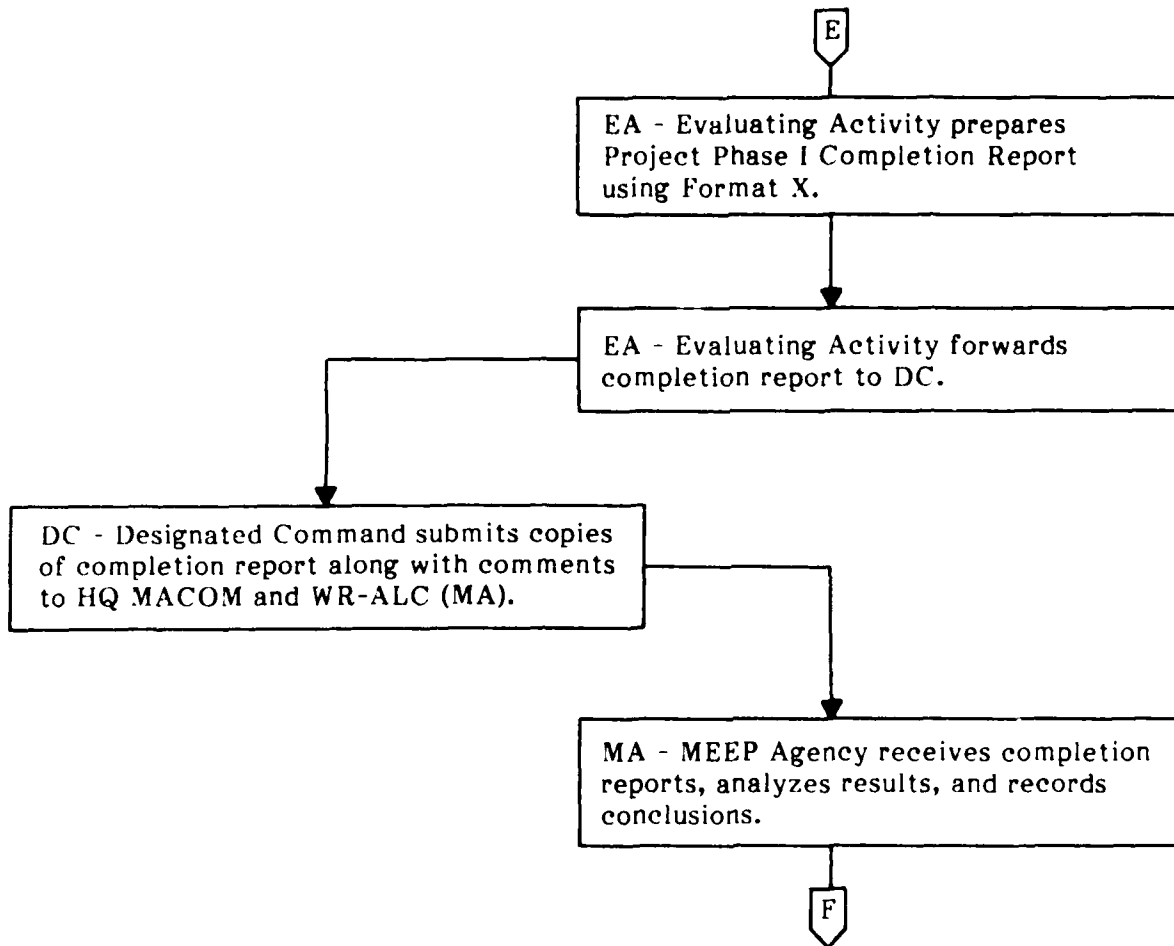 E
EA - Evaluating Activity prepares
Project Phase I Completion Report
using Format X.
EA - Evaluating Activity forwards
completion report to DC.
DC - Designated Command submits copies
of completion report along with comments
to HQ MACOM and WR-ALC (MA).
MA - MEEP Agency receives completion
reports, analyzes results, and records
conclusions.
F